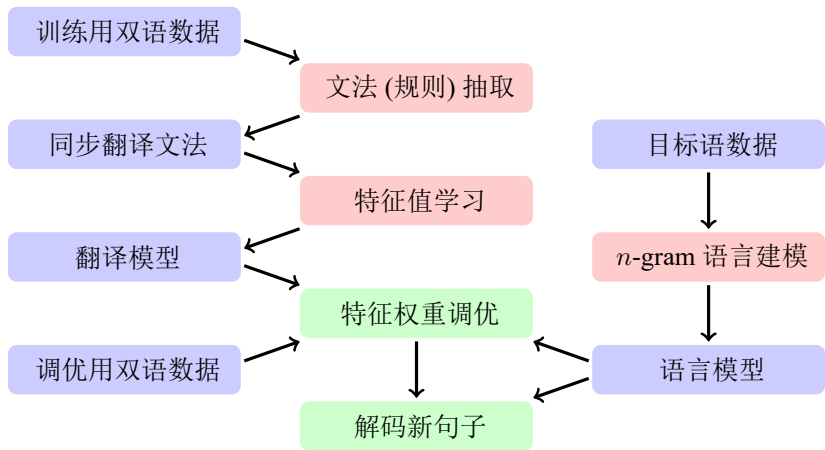 训练用双语数据
文法 (规则) 抽取
同步翻译文法
目标语数据
特征值学习
翻译模型
n-gram 语言建模
特征权重调优
调优用双语数据
语言模型
解码新句子